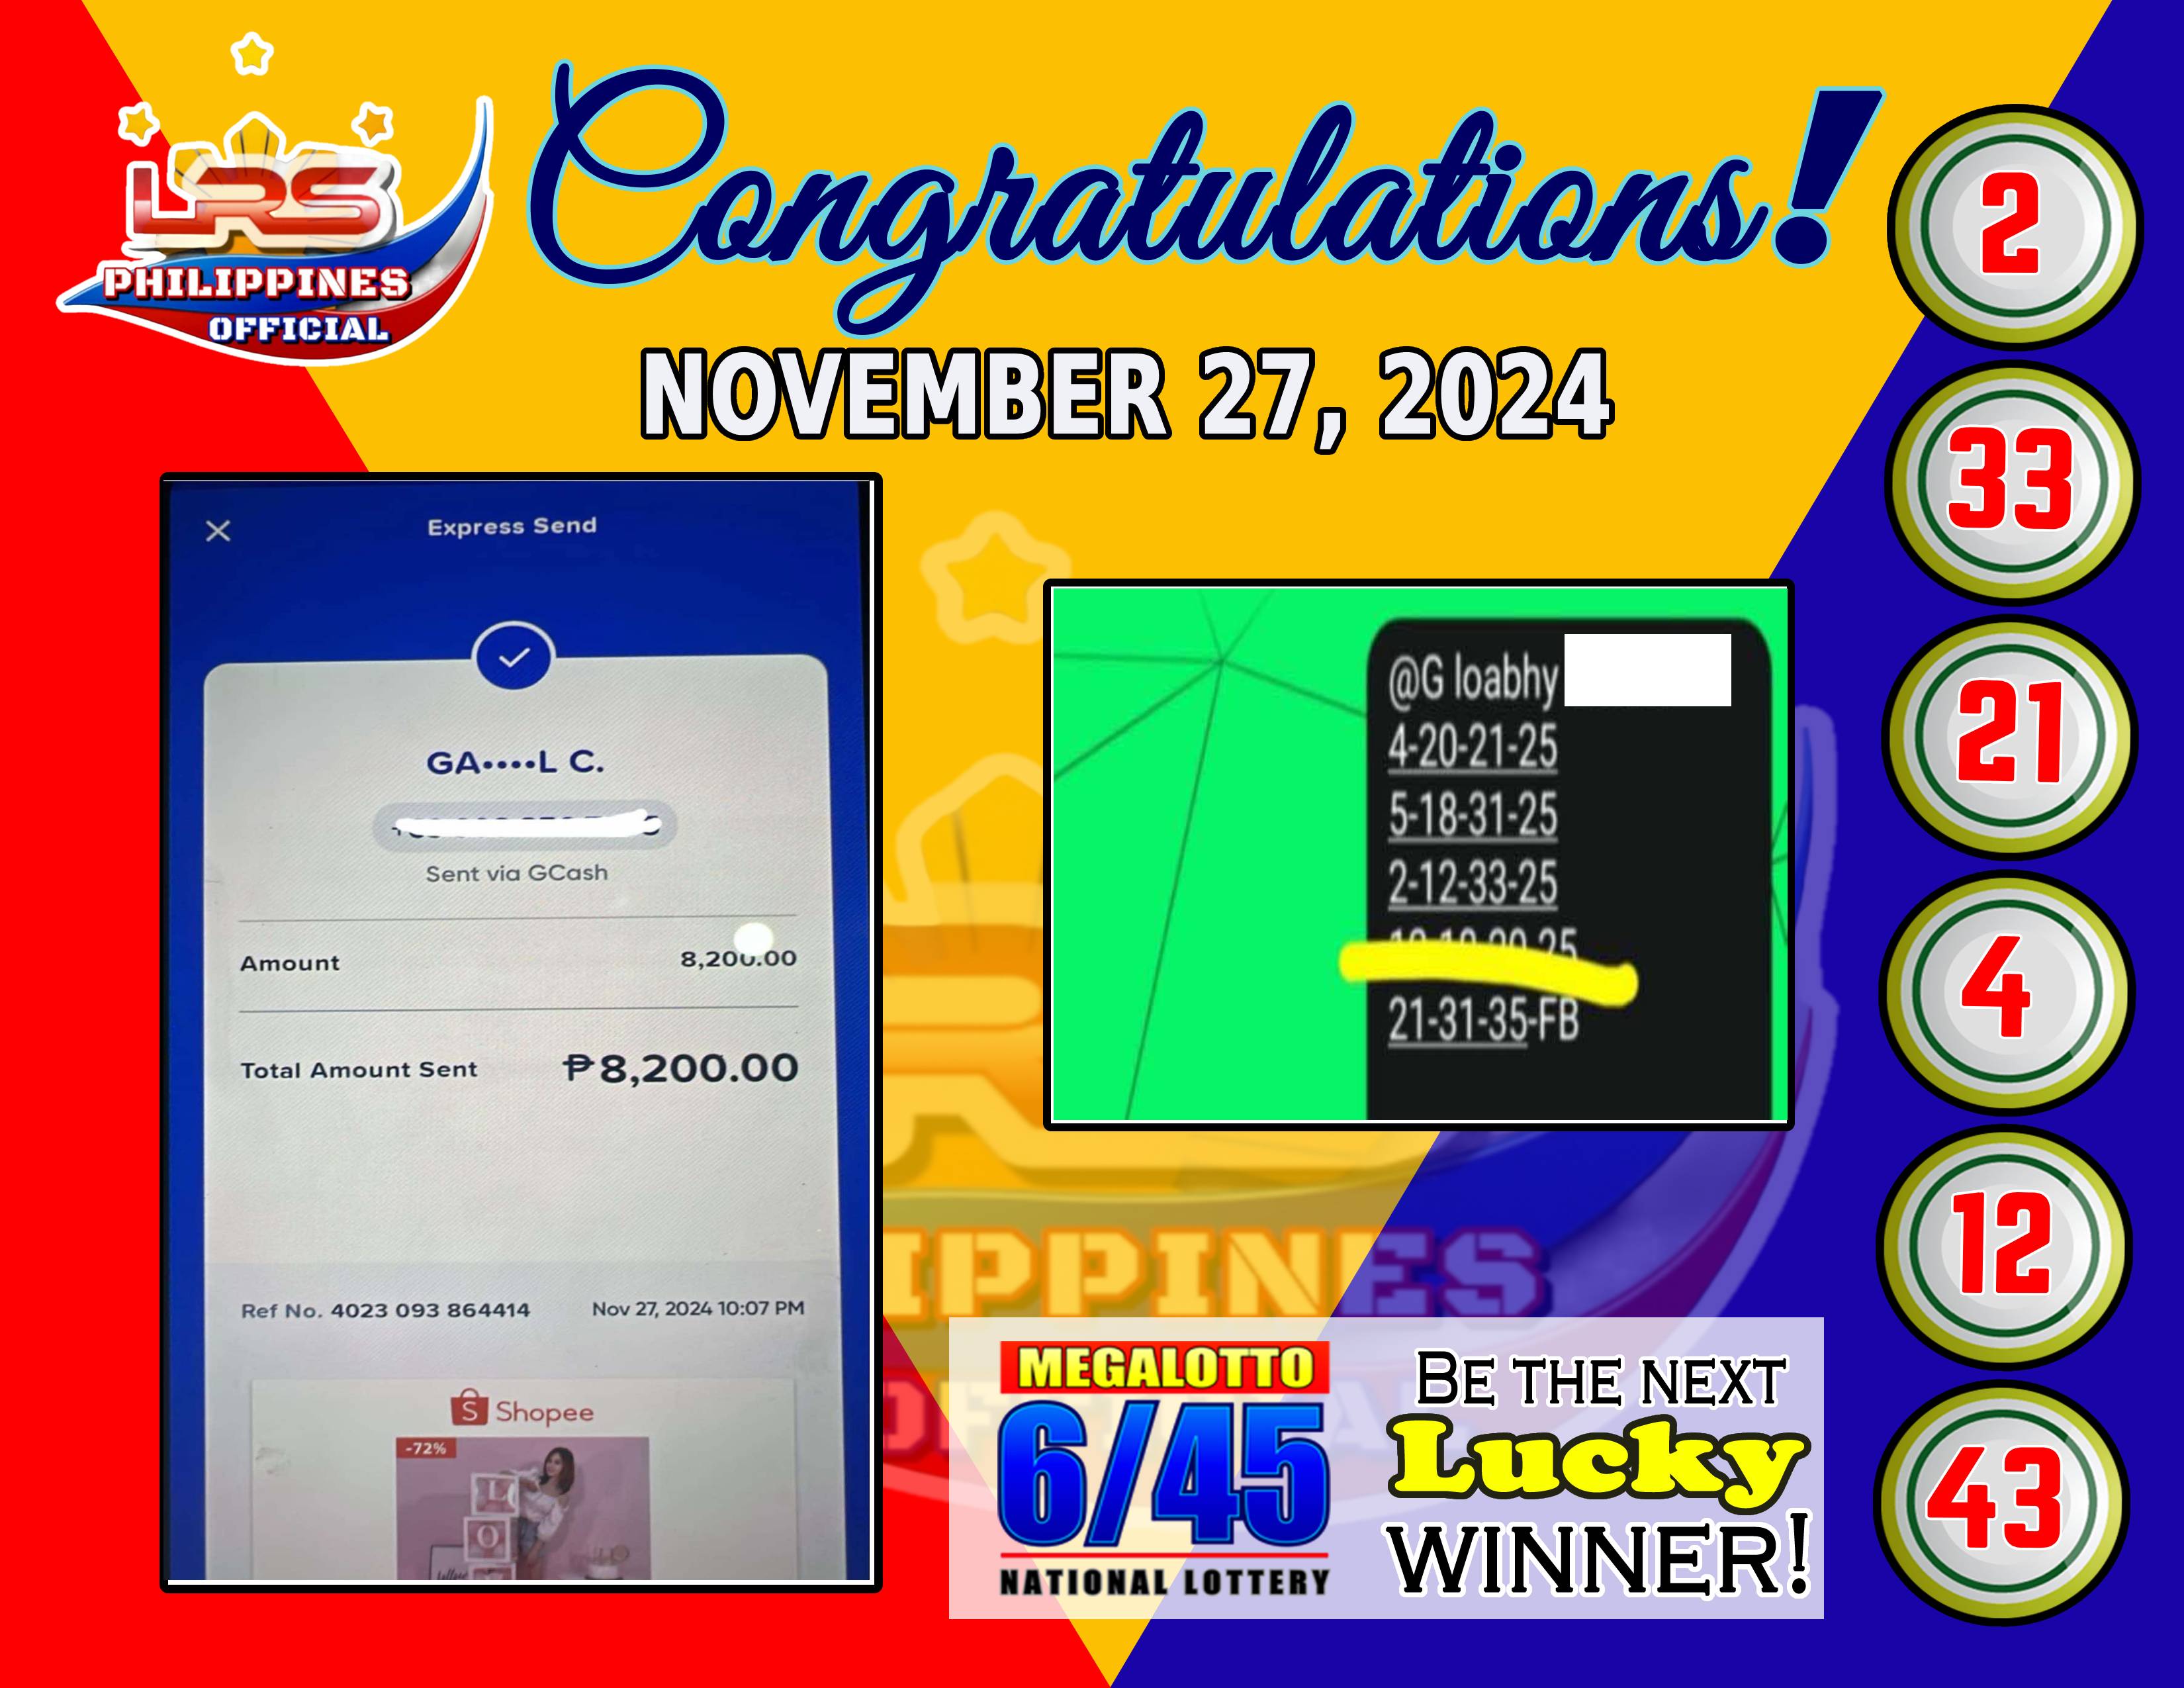 LRS
PHILIPPINES
OFFICIAL
Congratulations!
NOVEMBER 27, 2024
Express Send
GA••••L C.
Sent via GCash
Amount 8,200.00
Total Amount Sent ₱8,200.00
Ref No. 4023 093 864414 Nov 27, 2024 10:07 PM
Shopee
-72%
L
O
@G loabhy
4-20-21-25
5-18-31-25
2-12-33-25
21-31-35-FB
MEGALOTTO
6/45
NATIONAL LOTTERY
BE THE NEXT
Lucky
WINNER!
2
33
21
4
12
43